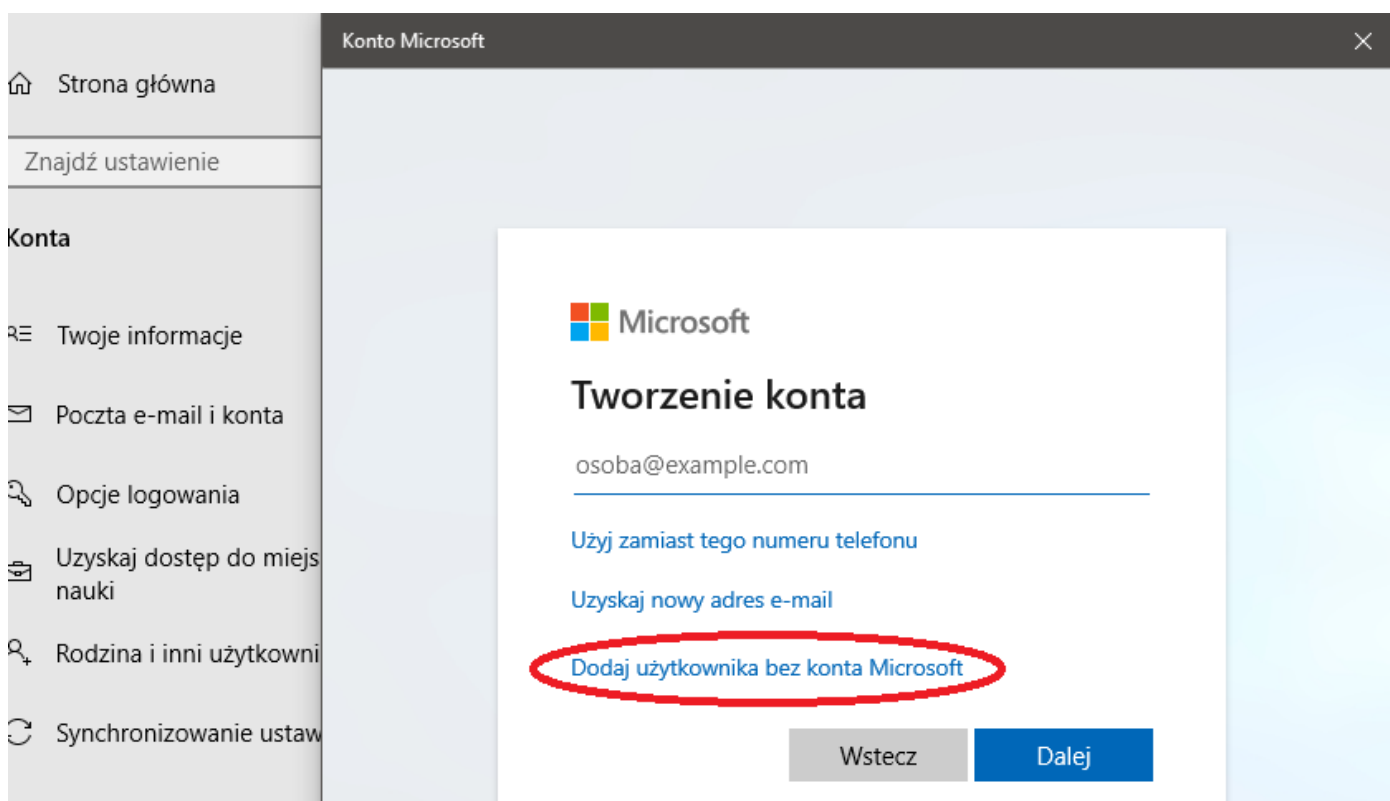 Konto Microsoft
Strona główna
Znajdź ustawienie
Konta
Twoje informacje
Poczta e-mail i konta
Opcje logowania
Uzyskaj dostęp do miejs
nauki
Rodzina i inni użytkowni
Synchronizowanie ustaw
Microsoft
Tworzenie konta
osoba@example.com
Użyj zamiast tego numeru telefonu
Uzyskaj nowy adres e-mail
Dodaj użytkownika bez konta Microsoft
Wstecz
Dalej